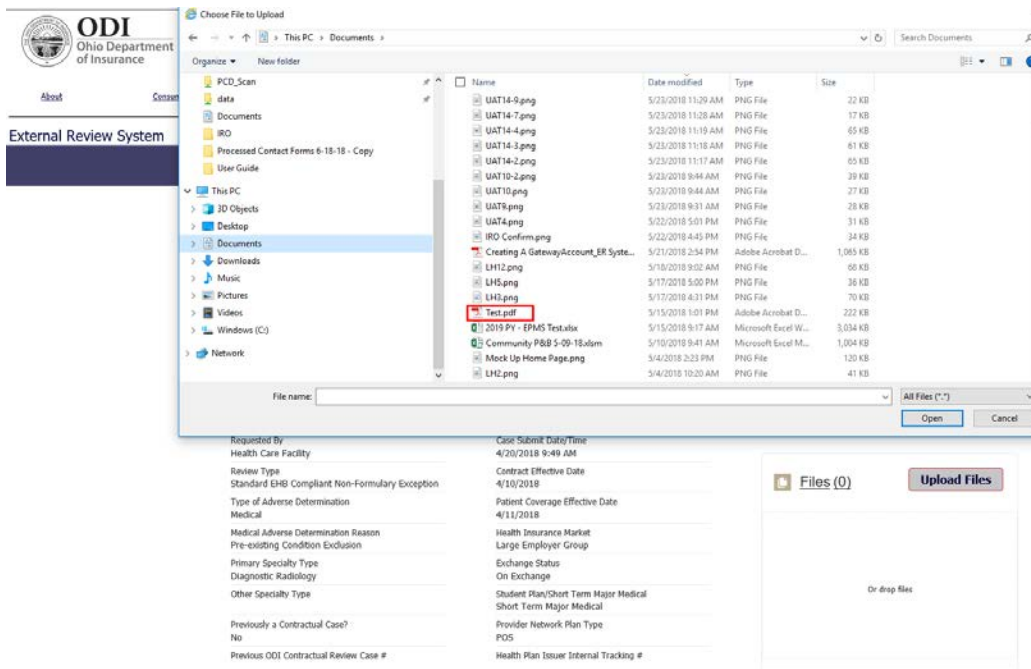 ODI
Ohio Department
of Insurance
About
Consum
External Review System
Choose File to Upload
This PC > Documents >
Search Documents
Organize
New folder
PCD_Scan
data
Documents
IRO
Processed Contact Forms 6-18-18 - Copy
User Guide
This PC
3D Objects
Desktop
Documents
Downloads
Music
Pictures
Videos
Windows (C:)
Network
Name Date modified Type Size
UAT14-9.png 5/23/2018 11:29 AM PNG File 22 KB
UAT14-7.png 5/23/2018 11:28 AM PNG File 17 KB
UAT14-4.png 5/23/2018 11:19 AM PNG File 65 KB
UAT14-3.png 5/23/2018 11:18 AM PNG File 61 KB
UAT14-2.png 5/23/2018 11:17 AM PNG File 65 KB
UAT10-2.png 5/23/2018 9:44 AM PNG File 39 KB
UAT10.png 5/23/2018 9:44 AM PNG File 27 KB
UAT9.png 5/23/2018 9:31 AM PNG File 28 KB
UAT4.png 5/22/2018 5:01 PM PNG File 31 KB
IRO Confirm.png 5/22/2018 4:45 PM PNG File 34 KB
Creating A GatewayAccount_ER Syste... 5/21/2018 2:54 PM Adobe Acrobat D... 1,065 KB
LH12.png 5/18/2018 9:02 AM PNG File 68 KB
LH5.png 5/17/2018 5:00 PM PNG File 36 KB
LH3.png 5/17/2018 4:31 PM PNG File 70 KB
Test.pdf 5/15/2018 1:01 PM Adobe Acrobat D... 222 KB
2019 PY - EPMS Test.xlsx 5/15/2018 9:17 AM Microsoft Excel W... 3,034 KB
Community P&B 5-09-18.xlsm 5/10/2018 9:41 AM Microsoft Excel M... 1,004 KB
Mock Up Home Page.png 5/4/2018 2:23 PM PNG File 120 KB
LH2.png 5/4/2018 10:20 AM PNG File 41 KB
File name:
All Files (*.*)
Open
Cancel
Requested By
Health Care Facility
Case Submit Date/Time
4/20/2018 9:49 AM
Review Type
Standard EHB Compliant Non-Formulary Exception
Contract Effective Date
4/10/2018
Type of Adverse Determination
Medical
Patient Coverage Effective Date
4/11/2018
Medical Adverse Determination Reason
Pre-existing Condition Exclusion
Health Insurance Market
Large Employer Group
Primary Specialty Type
Diagnostic Radiology
Exchange Status
On Exchange
Other Specialty Type
Student Plan/Short Term Major Medical
Short Term Major Medical
Previously a Contractual Case?
No
Provider Network Plan Type
POS
Previous ODI Contractual Review Case #
Health Plan Issuer Internal Tracking #
Files (0)
Upload Files
Or drop files